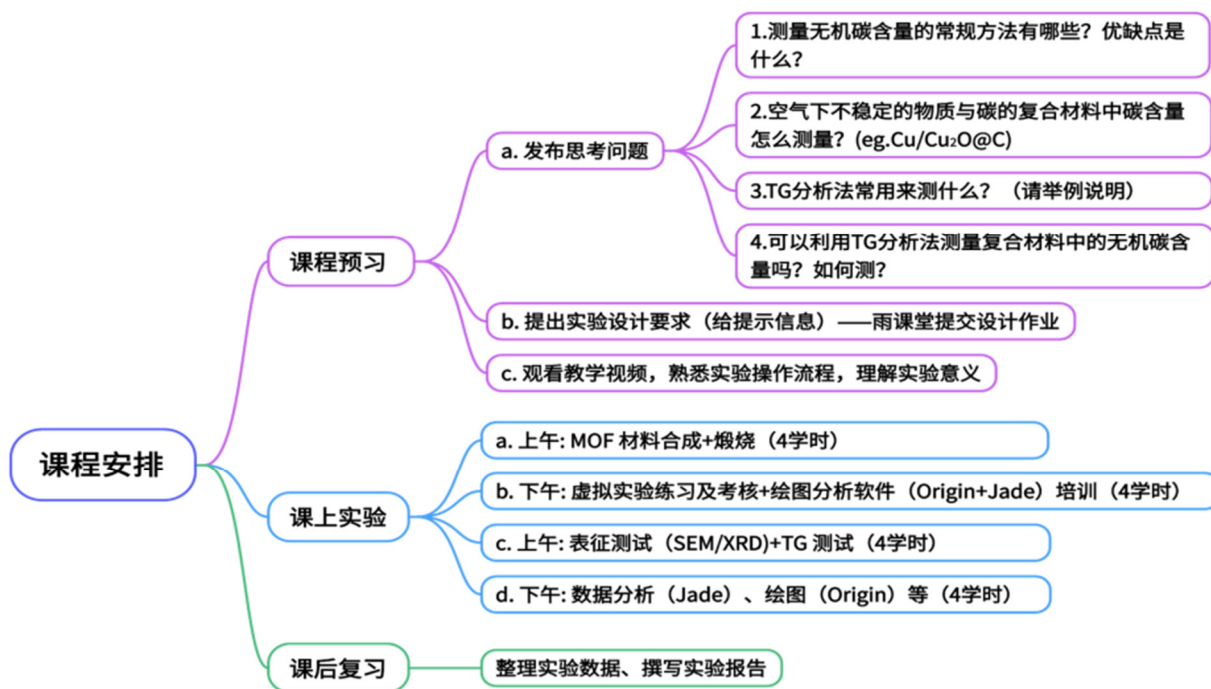 课程安排
课程预习
a. 发布思考问题
1.测量无机碳含量的常规方法有哪些？优缺点是
什么？
2.空气下不稳定的物质与碳的复合材料中碳含量
怎么测量？(eg.Cu/Cu₂O@C)
3.TG分析法常用来测什么？（请举例说明）
4.可以利用TG分析法测量复合材料中的无机碳含
量吗？如何测？
b. 提出实验设计要求（给提示信息）——雨课堂提交设计作业
c. 观看教学视频，熟悉实验操作流程，理解实验意义
课上实验
a. 上午: MOF 材料合成+煅烧（4学时）
b. 下午: 虚拟实验练习及考核+绘图分析软件（Origin+Jade）培训（4学时）
c. 上午: 表征测试（SEM/XRD)+TG 测试（4学时）
d. 下午: 数据分析（Jade）、绘图（Origin）等（4学时）
课后复习
整理实验数据、撰写实验报告